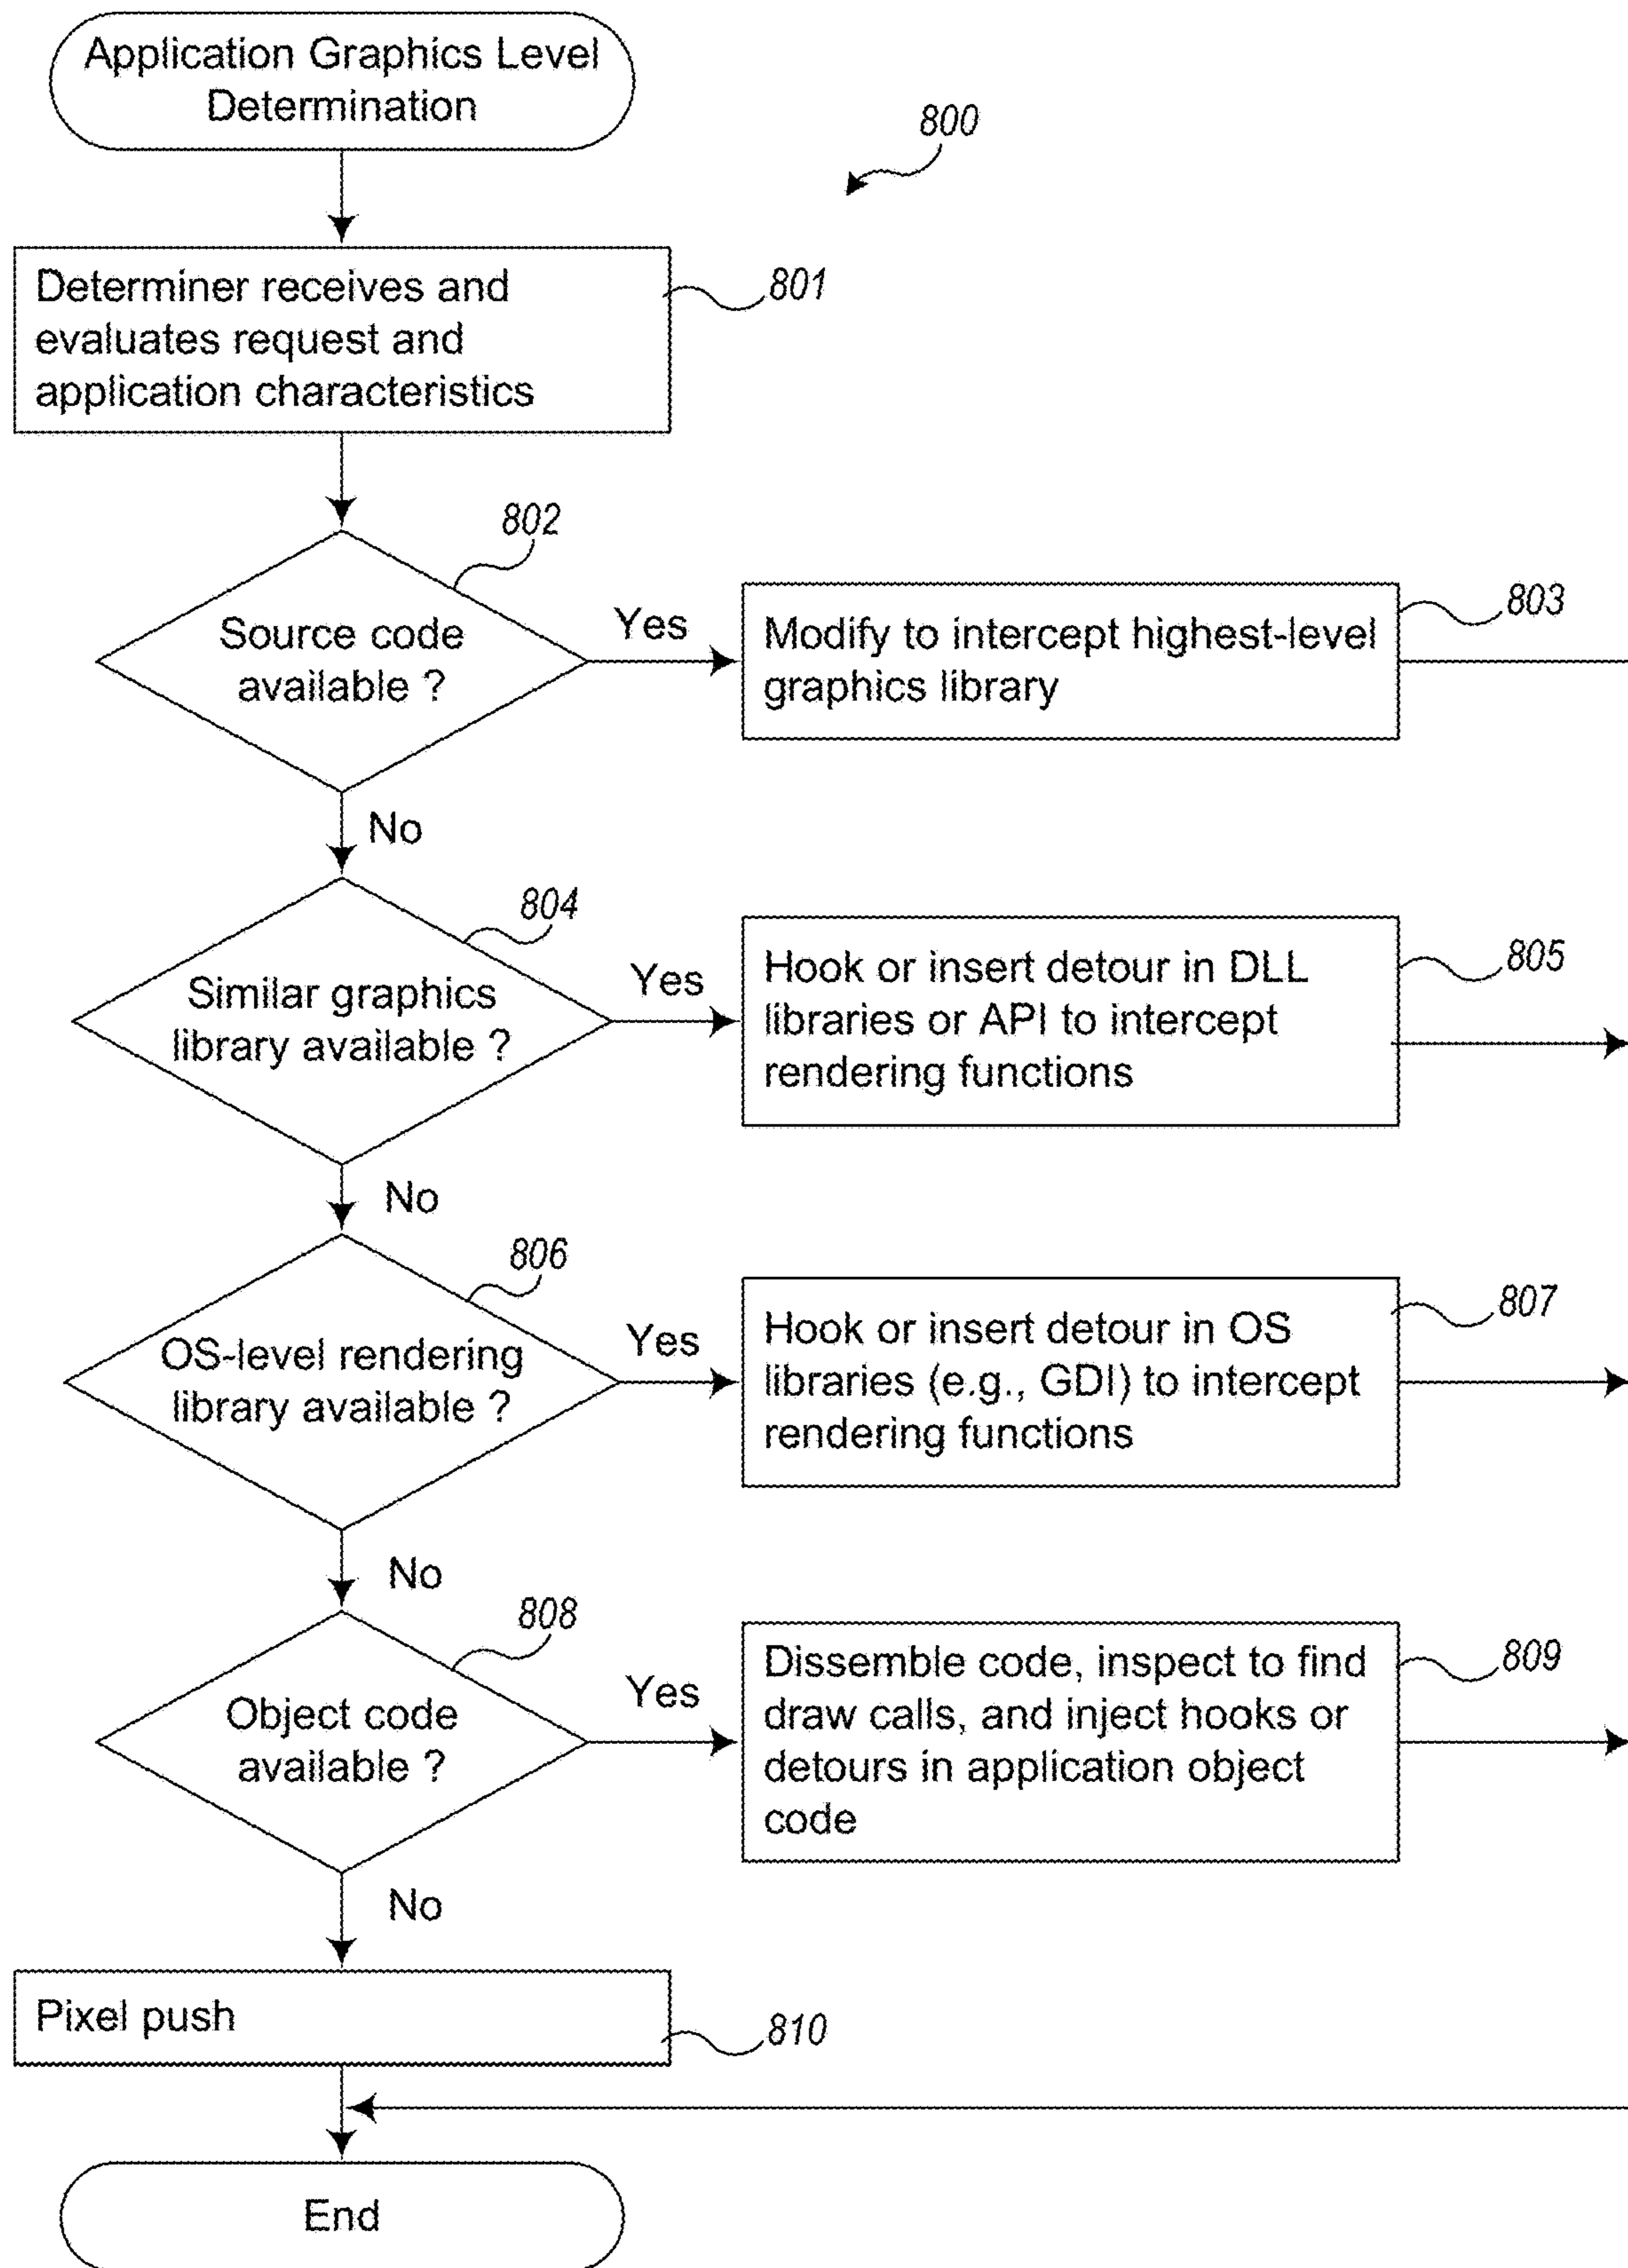 Application Graphics Level
Determination
800
Determiner receives and
evaluates request and
application characteristics
801
802
Source code
available ?
Yes
Modify to intercept highest-level
graphics library
803
No
804
Similar graphics
library available ?
Yes
Hook or insert detour in DLL
libraries or API to intercept
rendering functions
805
No
806
OS-level rendering
library available ?
Yes
Hook or insert detour in OS
libraries (e.g., GDI) to intercept
rendering functions
807
No
808
Object code
available ?
Yes
Dissemble code, inspect to find
draw calls, and inject hooks or
detours in application object
code
809
No
Pixel push
810
End